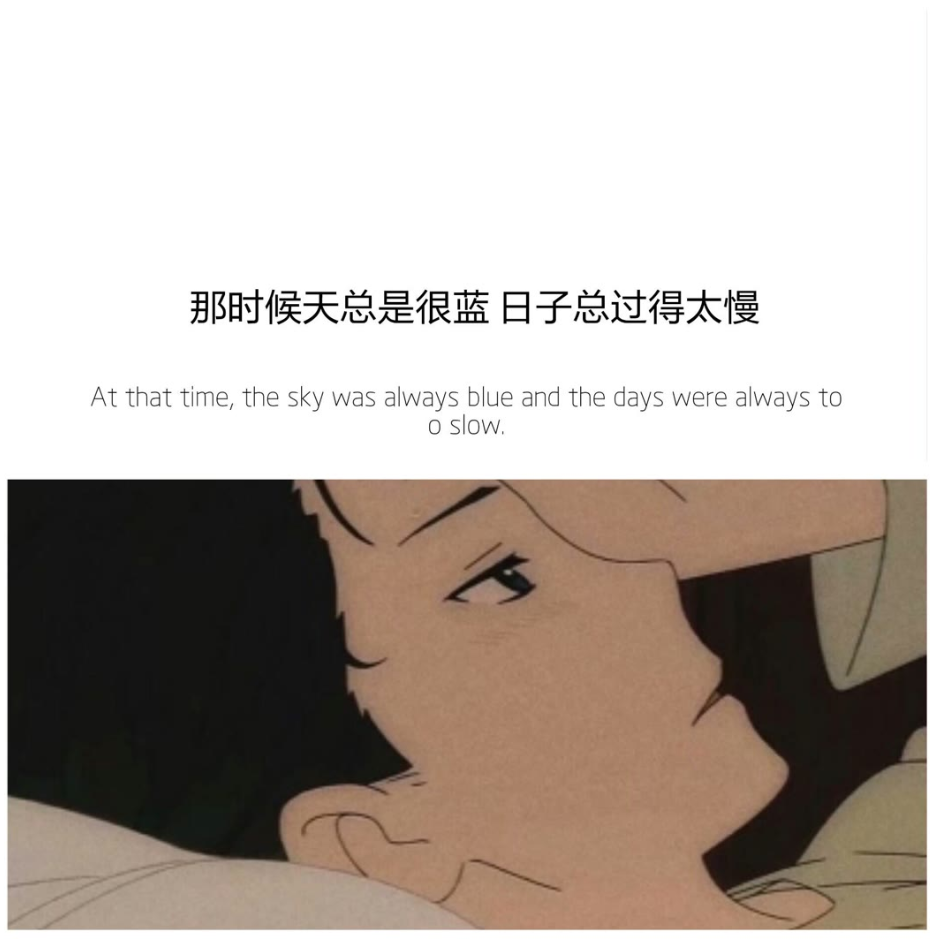 那时候天总是很蓝 日子总过得太慢
At that time, the sky was always blue and the days were always to
o slow.